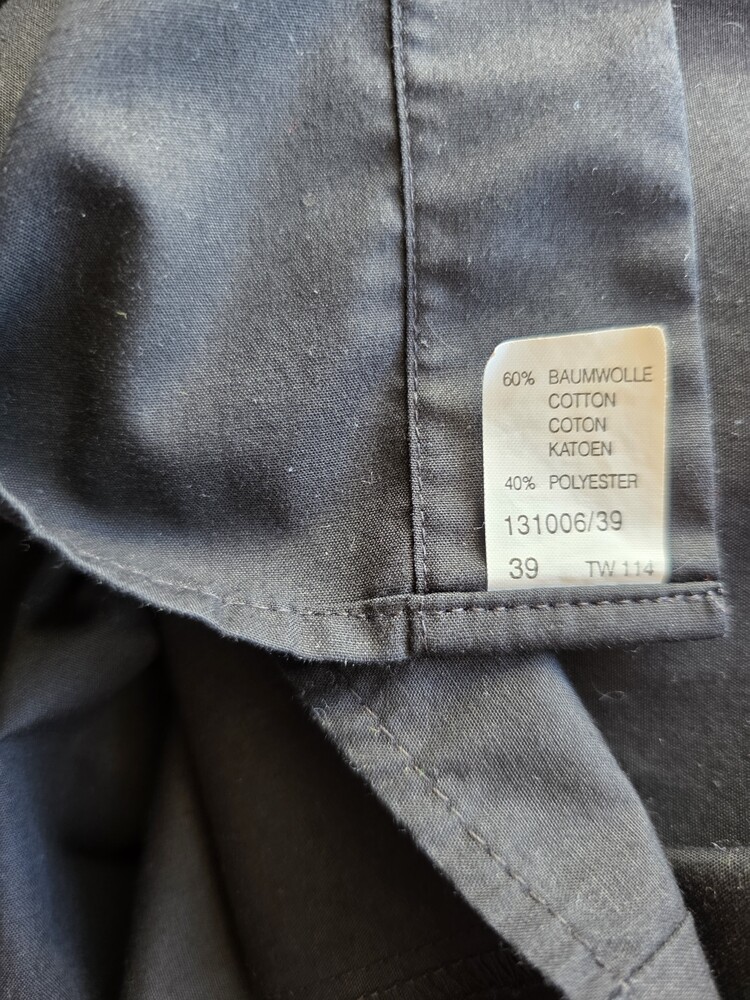 60% BAUMWOLLE
COTTON
COTON
KATOEN
40% POLYESTER
131006/39
39 TW 114